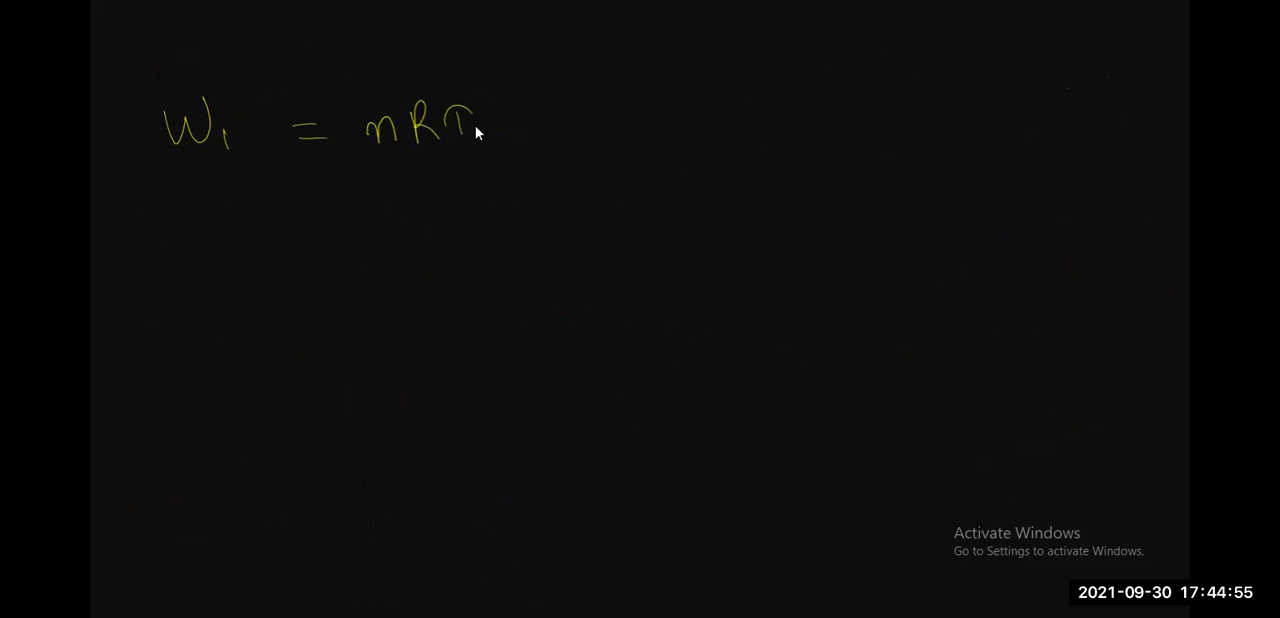 W₁ = nRT
Activate Windows
Go to Settings to activate Windows.
2021-09-30 17:44:55